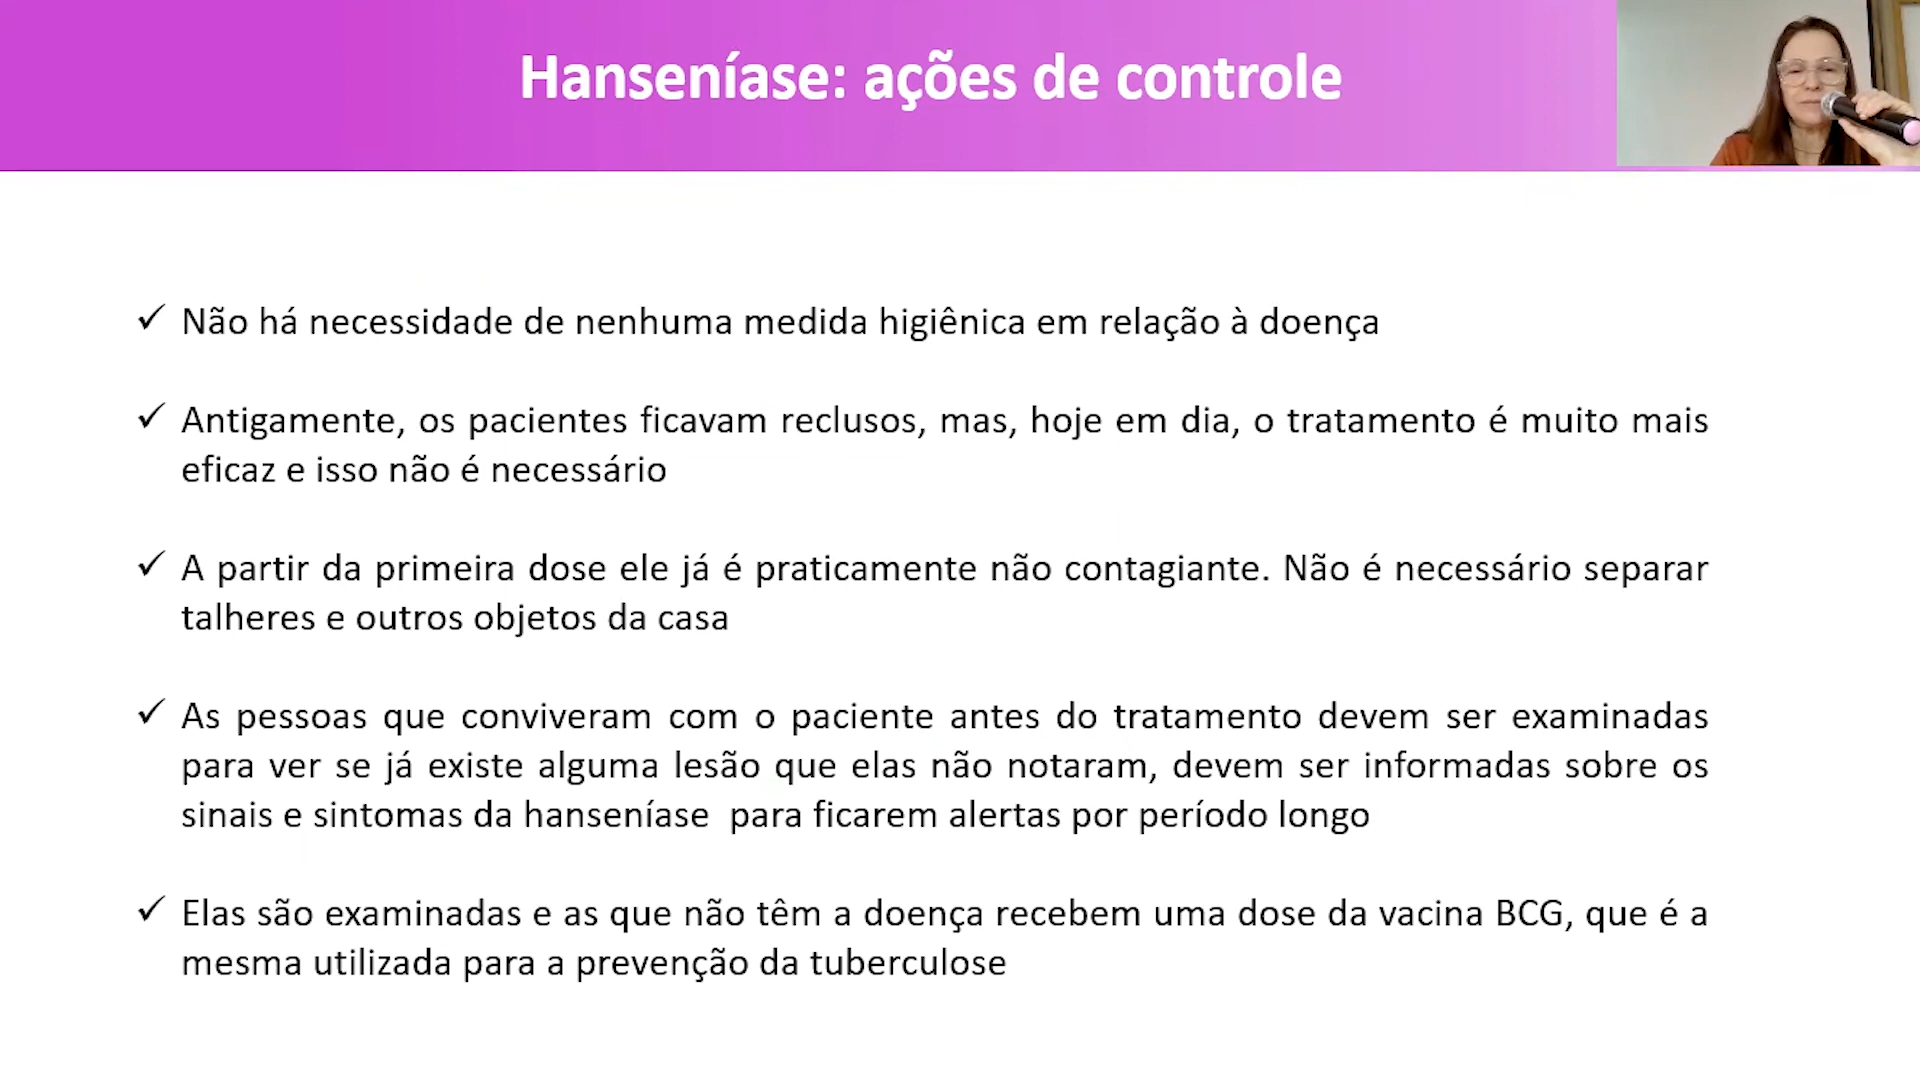 Hanseníase: ações de controle
✓ Não há necessidade de nenhuma medida higiênica em relação à doença
✓ Antigamente, os pacientes ficavam reclusos, mas, hoje em dia, o tratamento é muito mais
eficaz e isso não é necessário
✓ A partir da primeira dose ele já é praticamente não contagiante. Não é necessário separar
talheres e outros objetos da casa
✓ As pessoas que conviveram com o paciente antes do tratamento devem ser examinadas
para ver se já existe alguma lesão que elas não notaram, devem ser informadas sobre os
sinais e sintomas da hanseníase para ficarem alertas por período longo
✓ Elas são examinadas e as que não têm a doença recebem uma dose da vacina BCG, que é a
mesma utilizada para a prevenção da tuberculose